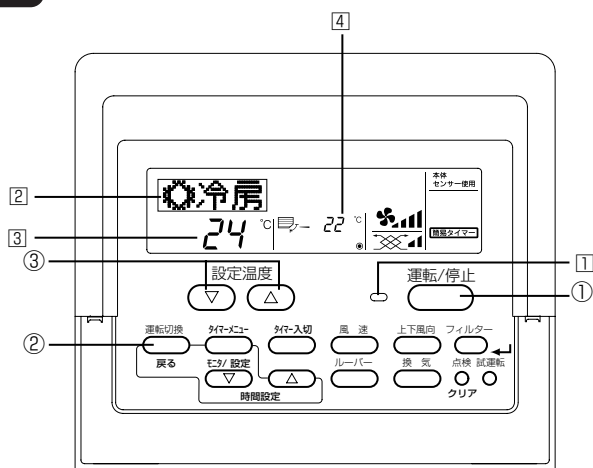 4
2
冷房
本体
センサー使用
3
24 ℃
22 ℃
簡易タイマー
③
設定温度
▽ △
1
運転/停止
①
②
運転切換 タイマーメニュー タイマー入切 風 速 上下風向 フィルター
戻る モニタ/ 設定 ルーバー 換 気 点検 試運転
▽ △
時間設定
クリア